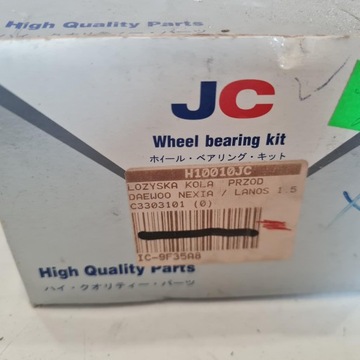 High Quality Parts
JC
Wheel bearing kit
ホィール・ベアリング・キット
H10010JC
LOZYSKA KOLA PRZOD
DAEWOO NEXIA / LANOS 1.5
C3303101 (0)
IC-9F35A8
High Quality Parts
ハイ・クオリティー・パーツ